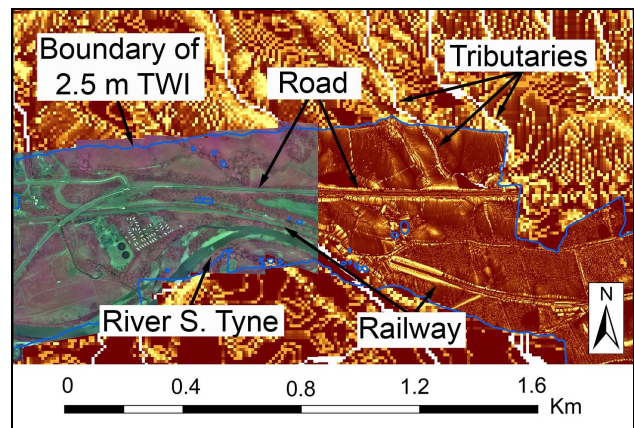 Boundary of
2.5 m TWI
Road
Tributaries
River S. Tyne
Railway
N
0 0.4 0.8 1.2 1.6
Km